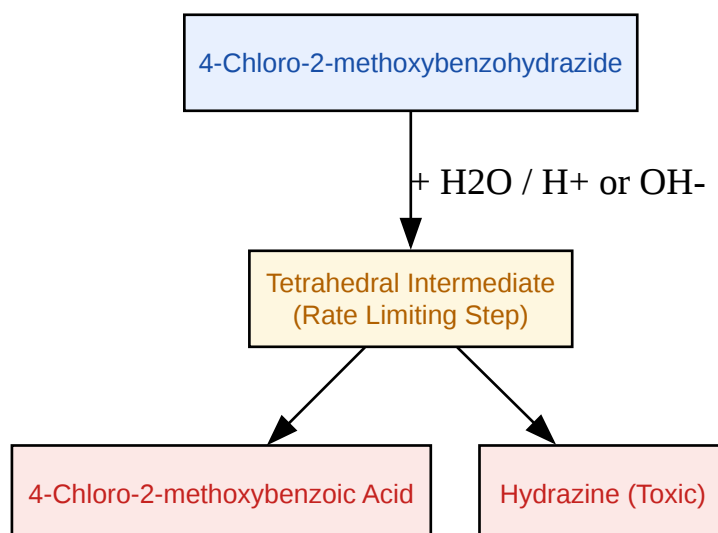 4-Chloro-2-methoxybenzohydrazide
+ H2O / H+ or OH-
Tetrahedral Intermediate
(Rate Limiting Step)
4-Chloro-2-methoxybenzoic Acid
Hydrazine (Toxic)